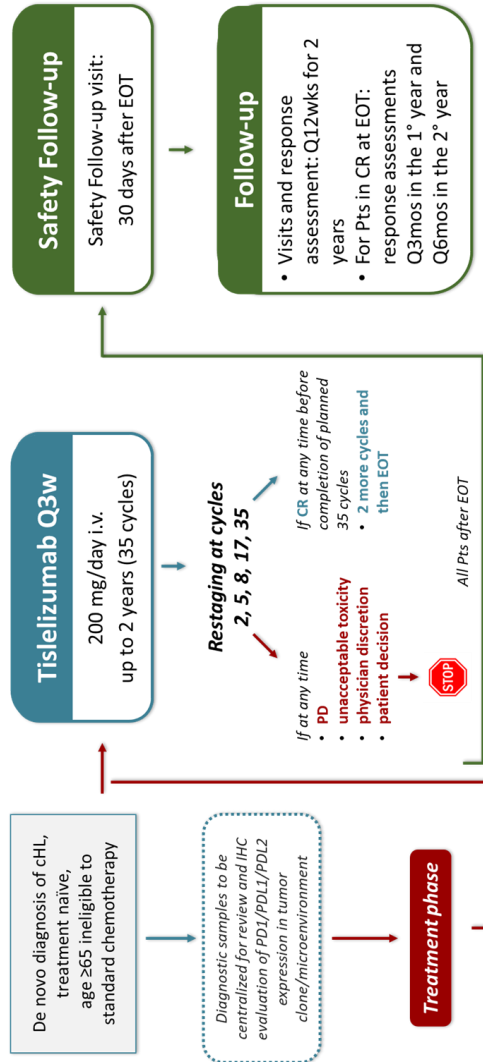 De novo diagnosis of cHL,
treatment naïve,
age ≥65 ineligible to
standard chemotherapy
Diagnostic samples to be
centralized for review and IHC
evaluation of PD1/PDL1/PDL2
expression in tumor
clone/microenvironment
Treatment phase
Tislelizumab Q3w
200 mg/day i.v.
up to 2 years (35 cycles)
Restaging at cycles
2, 5, 8, 17, 35
If at any time
• PD
• unacceptable toxicity
• physician discretion
• patient decision
STOP
If CR at any time before
completion of planned
35 cycles
• 2 more cycles and
then EOT
All Pts after EOT
Safety Follow-up
Safety Follow-up visit:
30 days after EOT
Follow-up
• Visits and response
assessment: Q12wks for 2
years
• For Pts in CR at EOT:
response assessments
Q3mos in the 1° year and
Q6mos in the 2° year